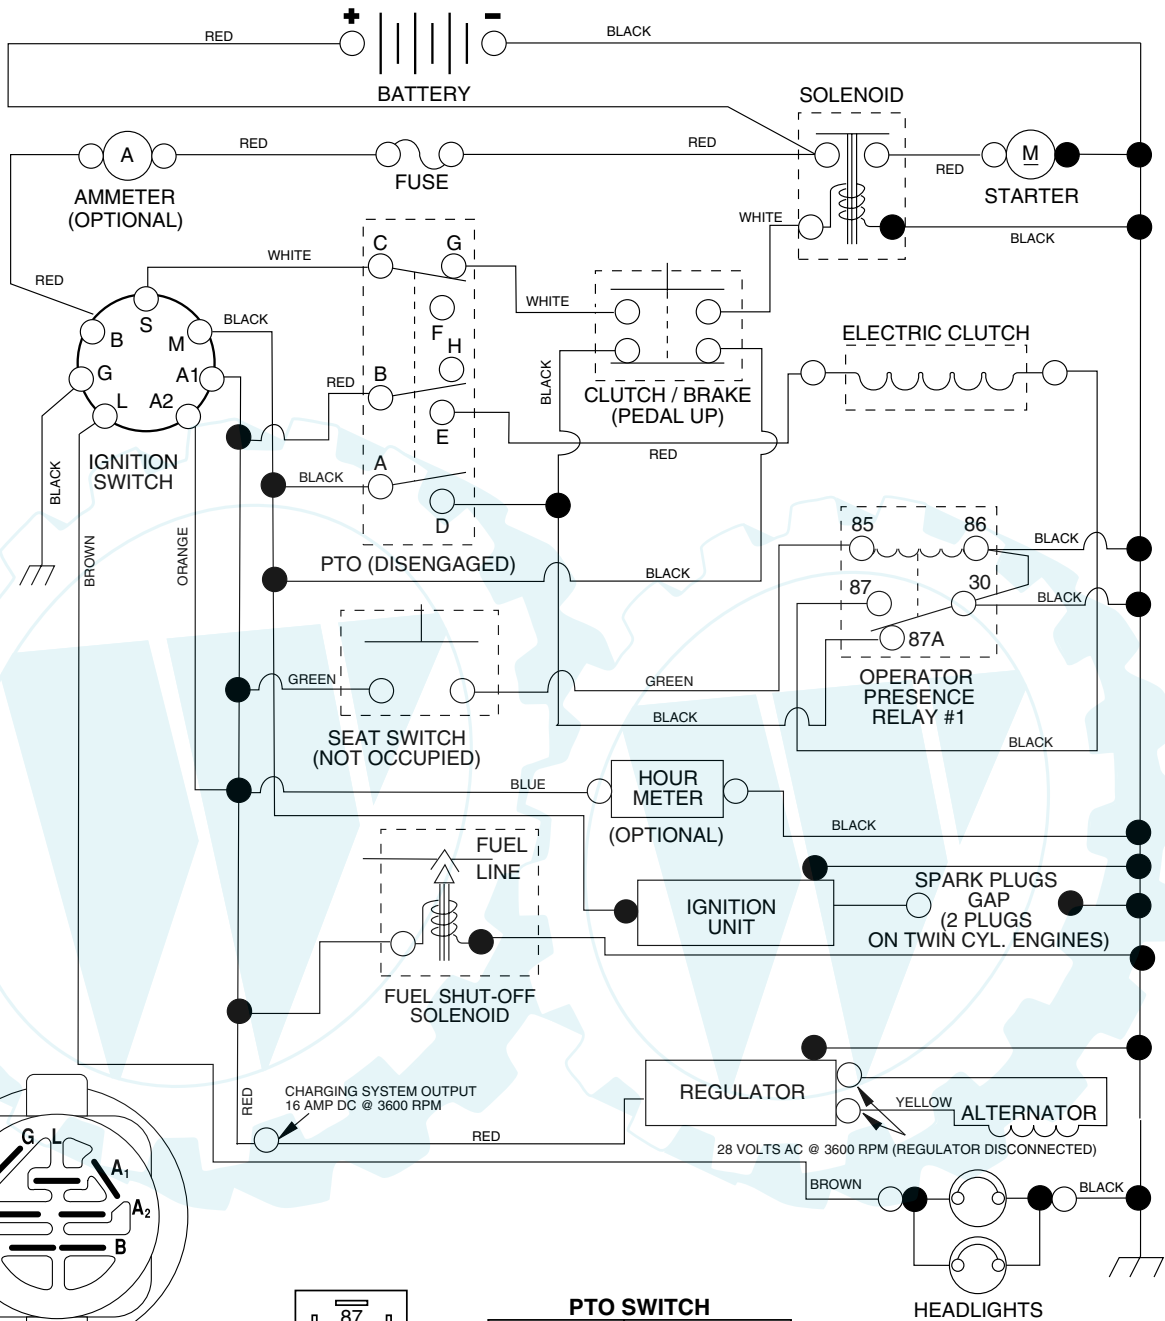 + -
RED
BLACK
BATTERY
SOLENOID
A
RED
RED
M
RED
AMMETER
(OPTIONAL)
FUSE
STARTER
WHITE
BLACK
RED
WHITE
C G
S
B
M
BLACK
F
WHITE
G
A1
H
ELECTRIC CLUTCH
L
A2
RED
B
BLACK
CLUTCH / BRAKE
(PEDAL UP)
E
IGNITION
SWITCH
RED
BLACK
A
BLACK
D
BROWN
ORANGE
PTO (DISENGAGED)
85 86
BLACK
BLACK
87 30
BLACK
87A
GREEN
GREEN
OPERATOR
PRESENCE
RELAY #1
BLACK
BLACK
SEAT SWITCH
(NOT OCCUPIED)
BLUE
HOUR
METER
(OPTIONAL)
BLACK
FUEL
LINE
SPARK PLUGS
GAP
(2 PLUGS
ON TWIN CYL. ENGINES)
IGNITION
UNIT
FUEL SHUT-OFF
SOLENOID
RED
CHARGING SYSTEM OUTPUT
16 AMP DC @ 3600 RPM
RED
REGULATOR
YELLOW
ALTERNATOR
28 VOLTS AC @ 3600 RPM (REGULATOR DISCONNECTED)
G L
A1
A2
B
BROWN
BLACK
HEADLIGHTS
87
PTO SWITCH